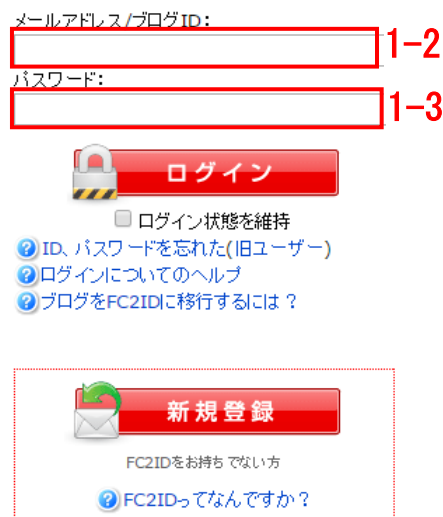 メールアドレス/ブログID:
1-2
パスワード:
1-3
ログイン
ログイン状態を維持
ID、パスワードを忘れた(旧ユーザー)
ログインについてのヘルプ
ブログをFC2IDに移行するには？
新規登録
FC2IDをお持ちでない方
FC2IDってなんですか？